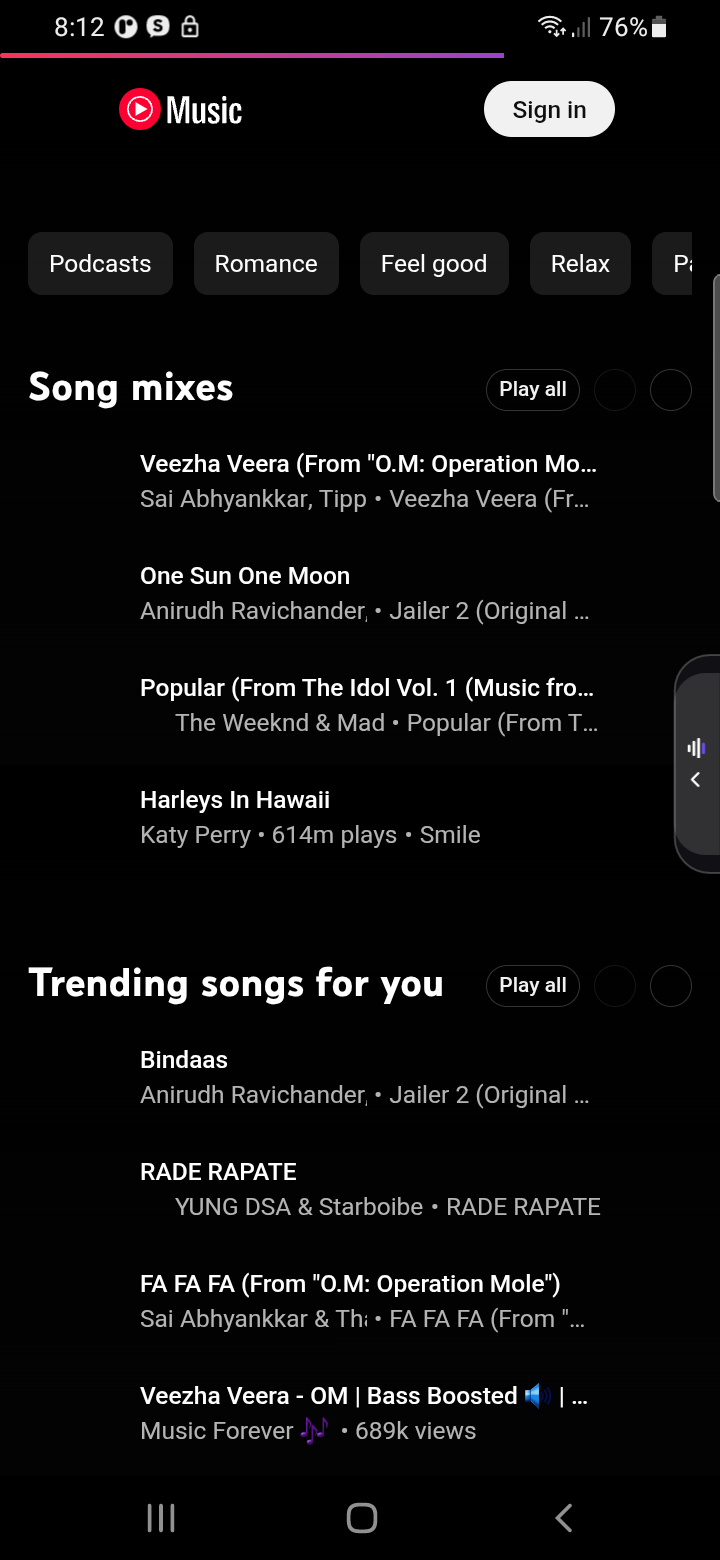 8:12
76%
Music
Sign in
Podcasts
Romance
Feel good
Relax
Pa
Song mixes
Play all
Veezha Veera (From "O.M: Operation Mo...
Sai Abhyankkar, Tipp • Veezha Veera (Fr...
One Sun One Moon
Anirudh Ravichander, • Jailer 2 (Original ...
Popular (From The Idol Vol. 1 (Music fro...
The Weeknd & Mad • Popular (From T...
Harleys In Hawaii
Katy Perry • 614m plays • Smile
Trending songs for you
Play all
Bindaas
Anirudh Ravichander, • Jailer 2 (Original ...
RADE RAPATE
YUNG DSA & Starboibe • RADE RAPATE
FA FA FA (From "O.M: Operation Mole")
Sai Abhyankkar & Tha • FA FA FA (From "...
Veezha Veera - OM | Bass Boosted 🔊 | ...
Music Forever 🎶 • 689k views